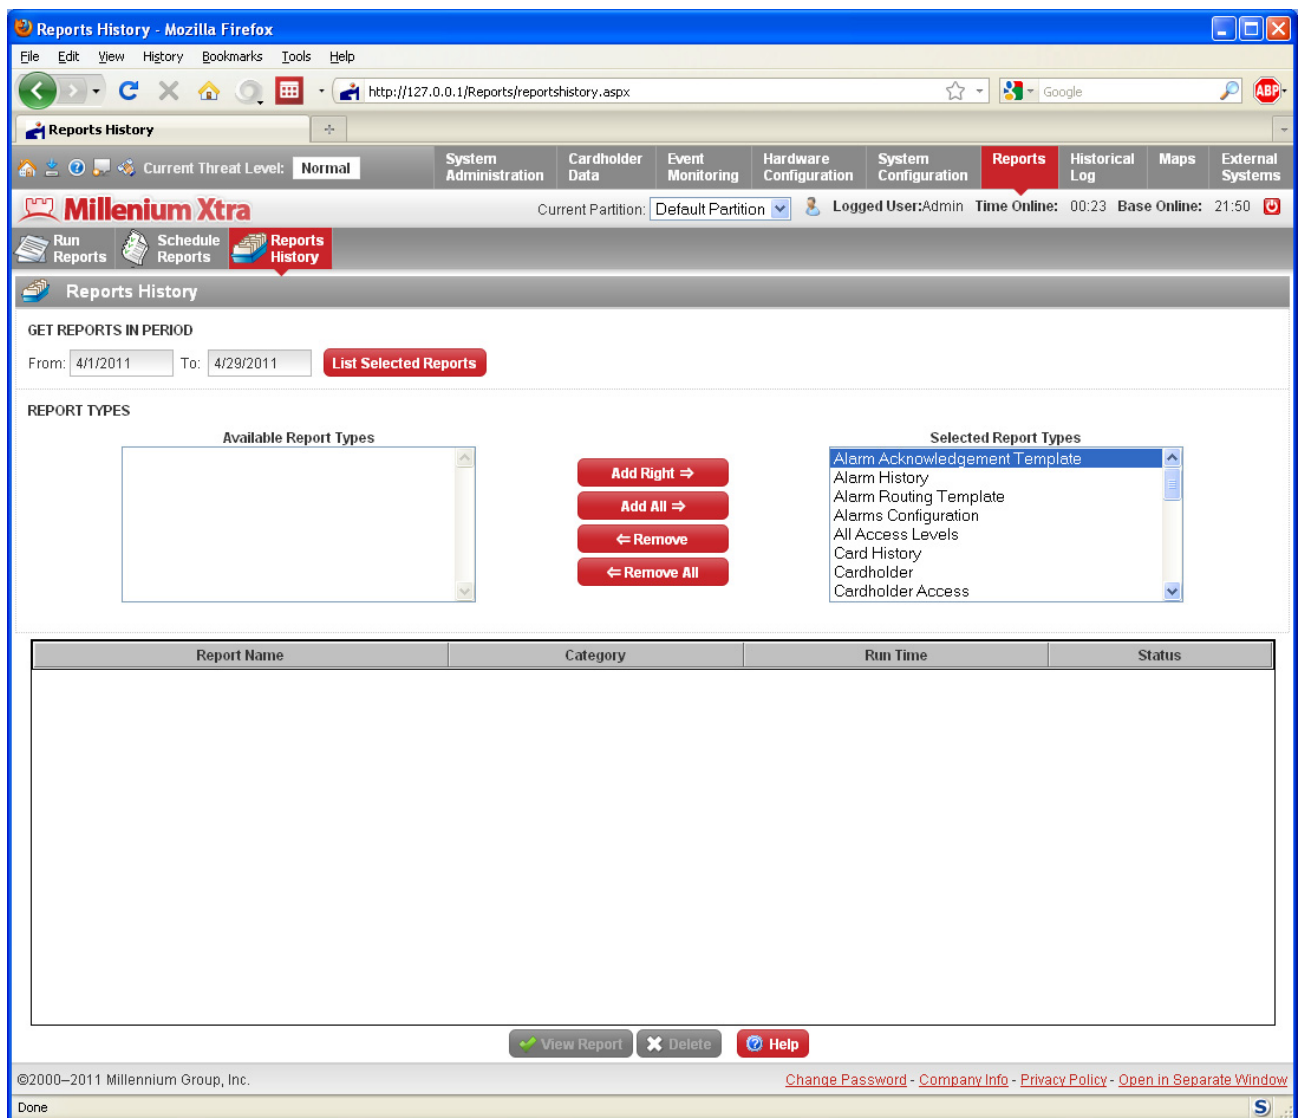 Reports History - Mozilla Firefox
File Edit View History Bookmarks Tools Help
http://127.0.0.1/Reports/reportshistory.aspx
Google
ABP
Reports History
Current Threat Level: Normal
System Administration
Cardholder Data
Event Monitoring
Hardware Configuration
System Configuration
Reports
Historical Log
Maps
External Systems
Millenium Xtra
Current Partition: Default Partition
Logged User:Admin Time Online: 00:23 Base Online: 21:50
Run Reports
Schedule Reports
Reports History
Reports History
GET REPORTS IN PERIOD
From: 4/1/2011 To: 4/29/2011 List Selected Reports
REPORT TYPES
Available Report Types
Selected Report Types
Add Right ⇒
Add All ⇒
⇐ Remove
⇐ Remove All
Alarm Acknowledgement Template
Alarm History
Alarm Routing Template
Alarms Configuration
All Access Levels
Card History
Cardholder
Cardholder Access
Report Name Category Run Time Status
View Report Delete Help
©2000–2011 Millennium Group, Inc.
Change Password - Company Info - Privacy Policy - Open in Separate Window
Done
S